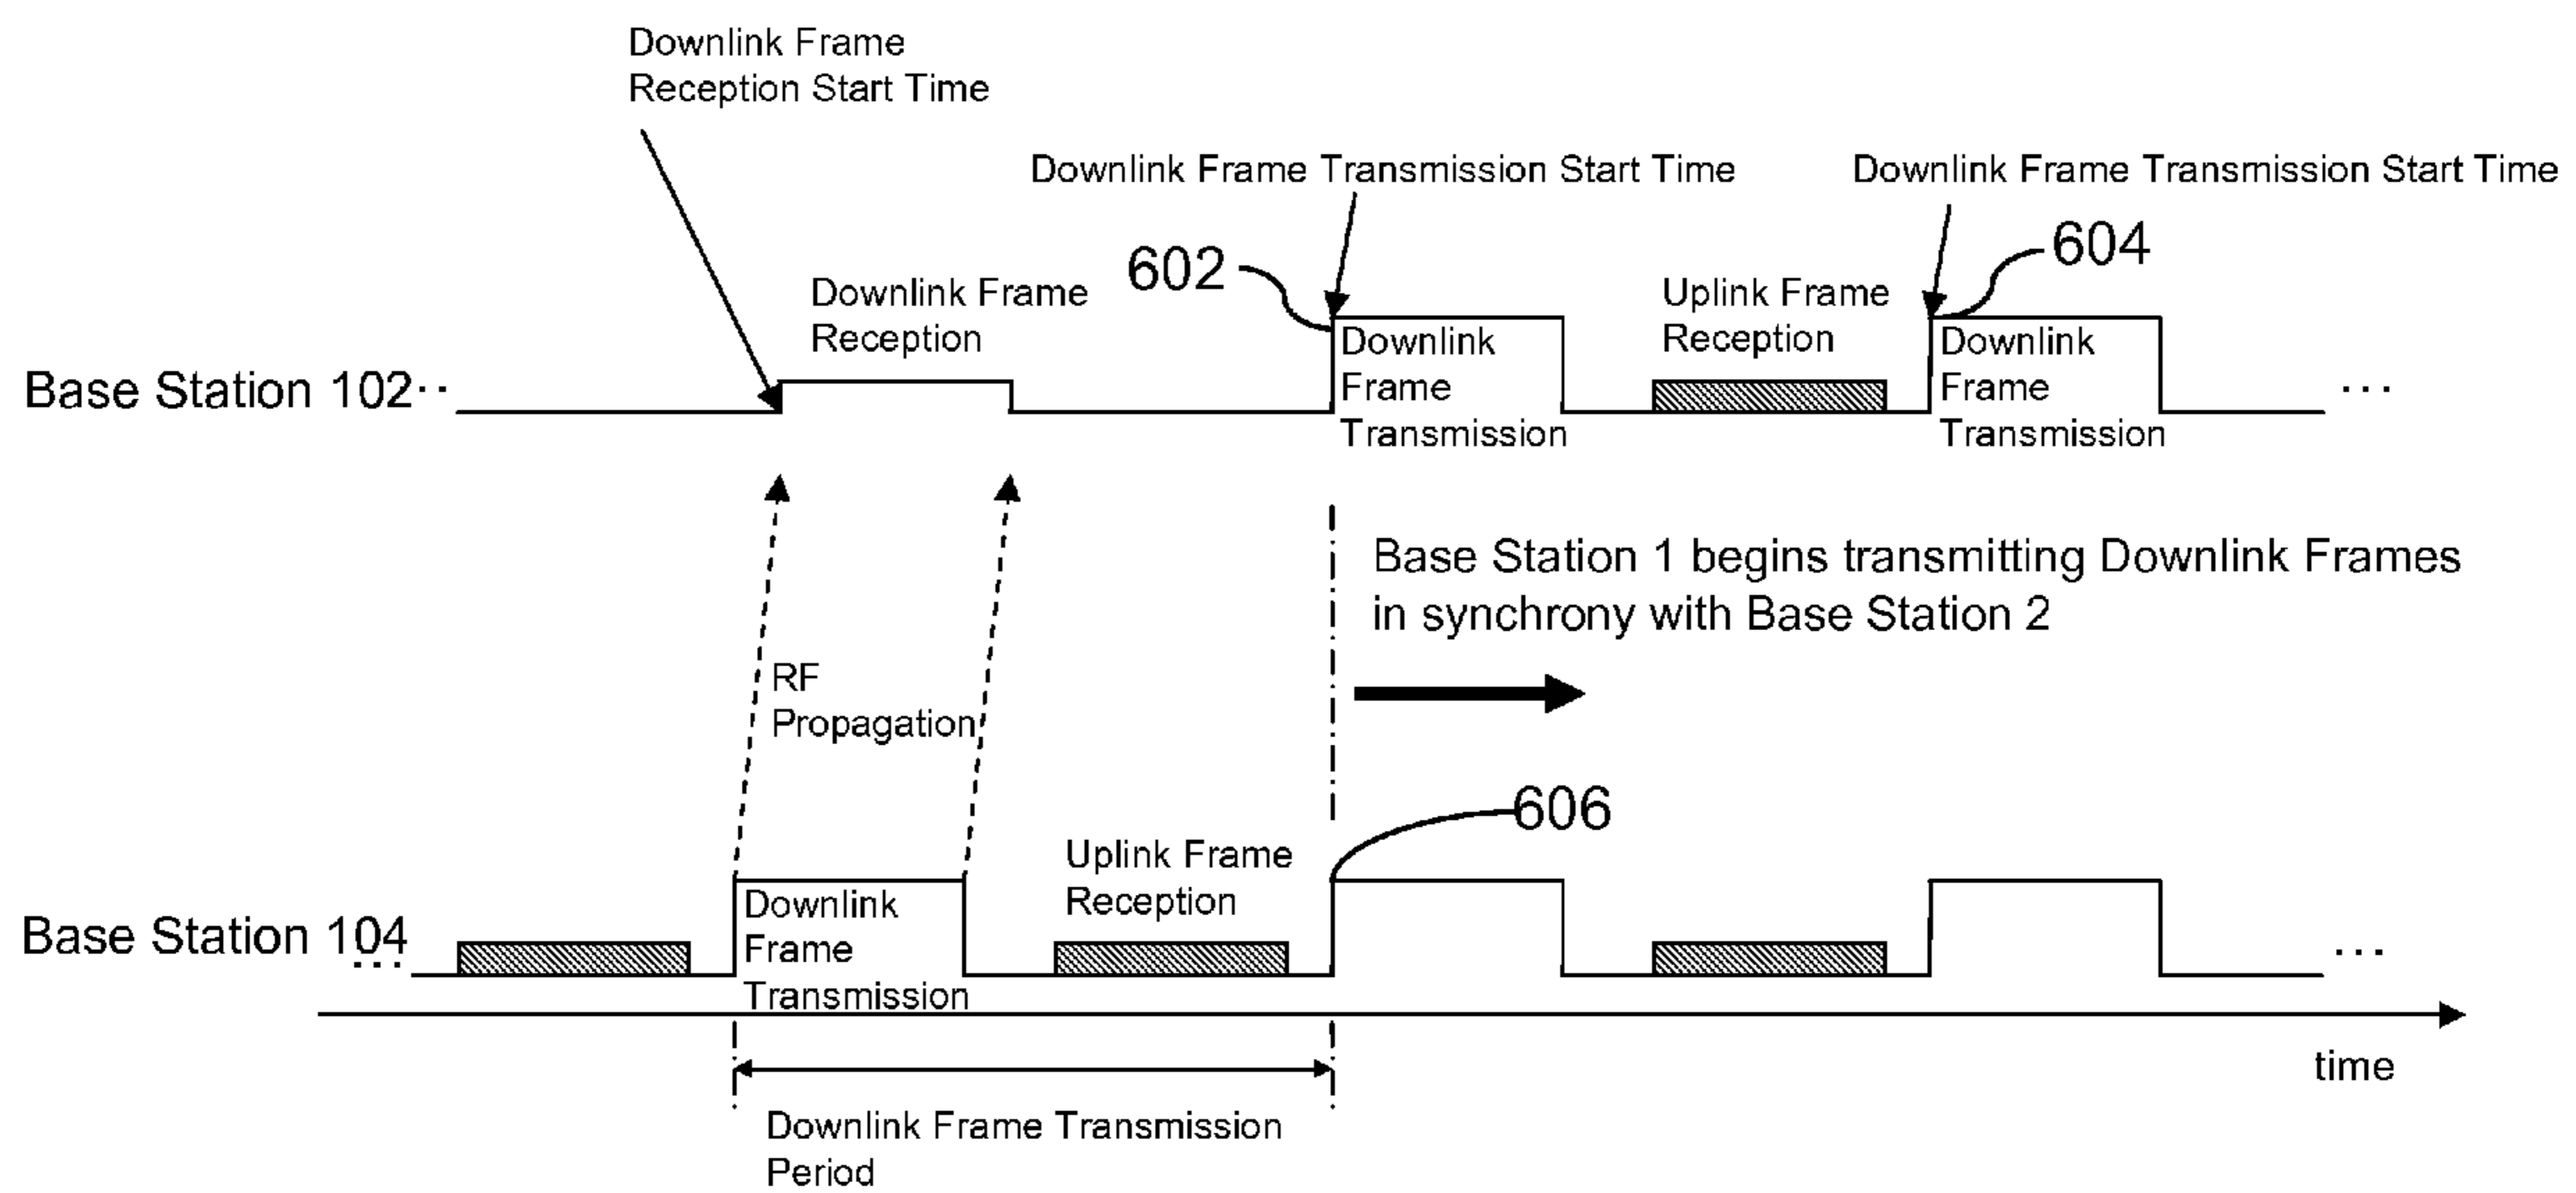 Downlink Frame
Reception Start Time
Downlink Frame Transmission Start Time
Downlink Frame Transmission Start Time
602
604
Downlink Frame
Reception
Uplink Frame
Reception
Base Station 102··
Downlink
Frame
Transmission
Downlink
Frame
Transmission
...
Base Station 1 begins transmitting Downlink Frames
in synchrony with Base Station 2
RF
Propagation
606
Uplink Frame
Reception
Base Station 104
...
Downlink
Frame
Transmission
...
time
Downlink Frame Transmission
Period